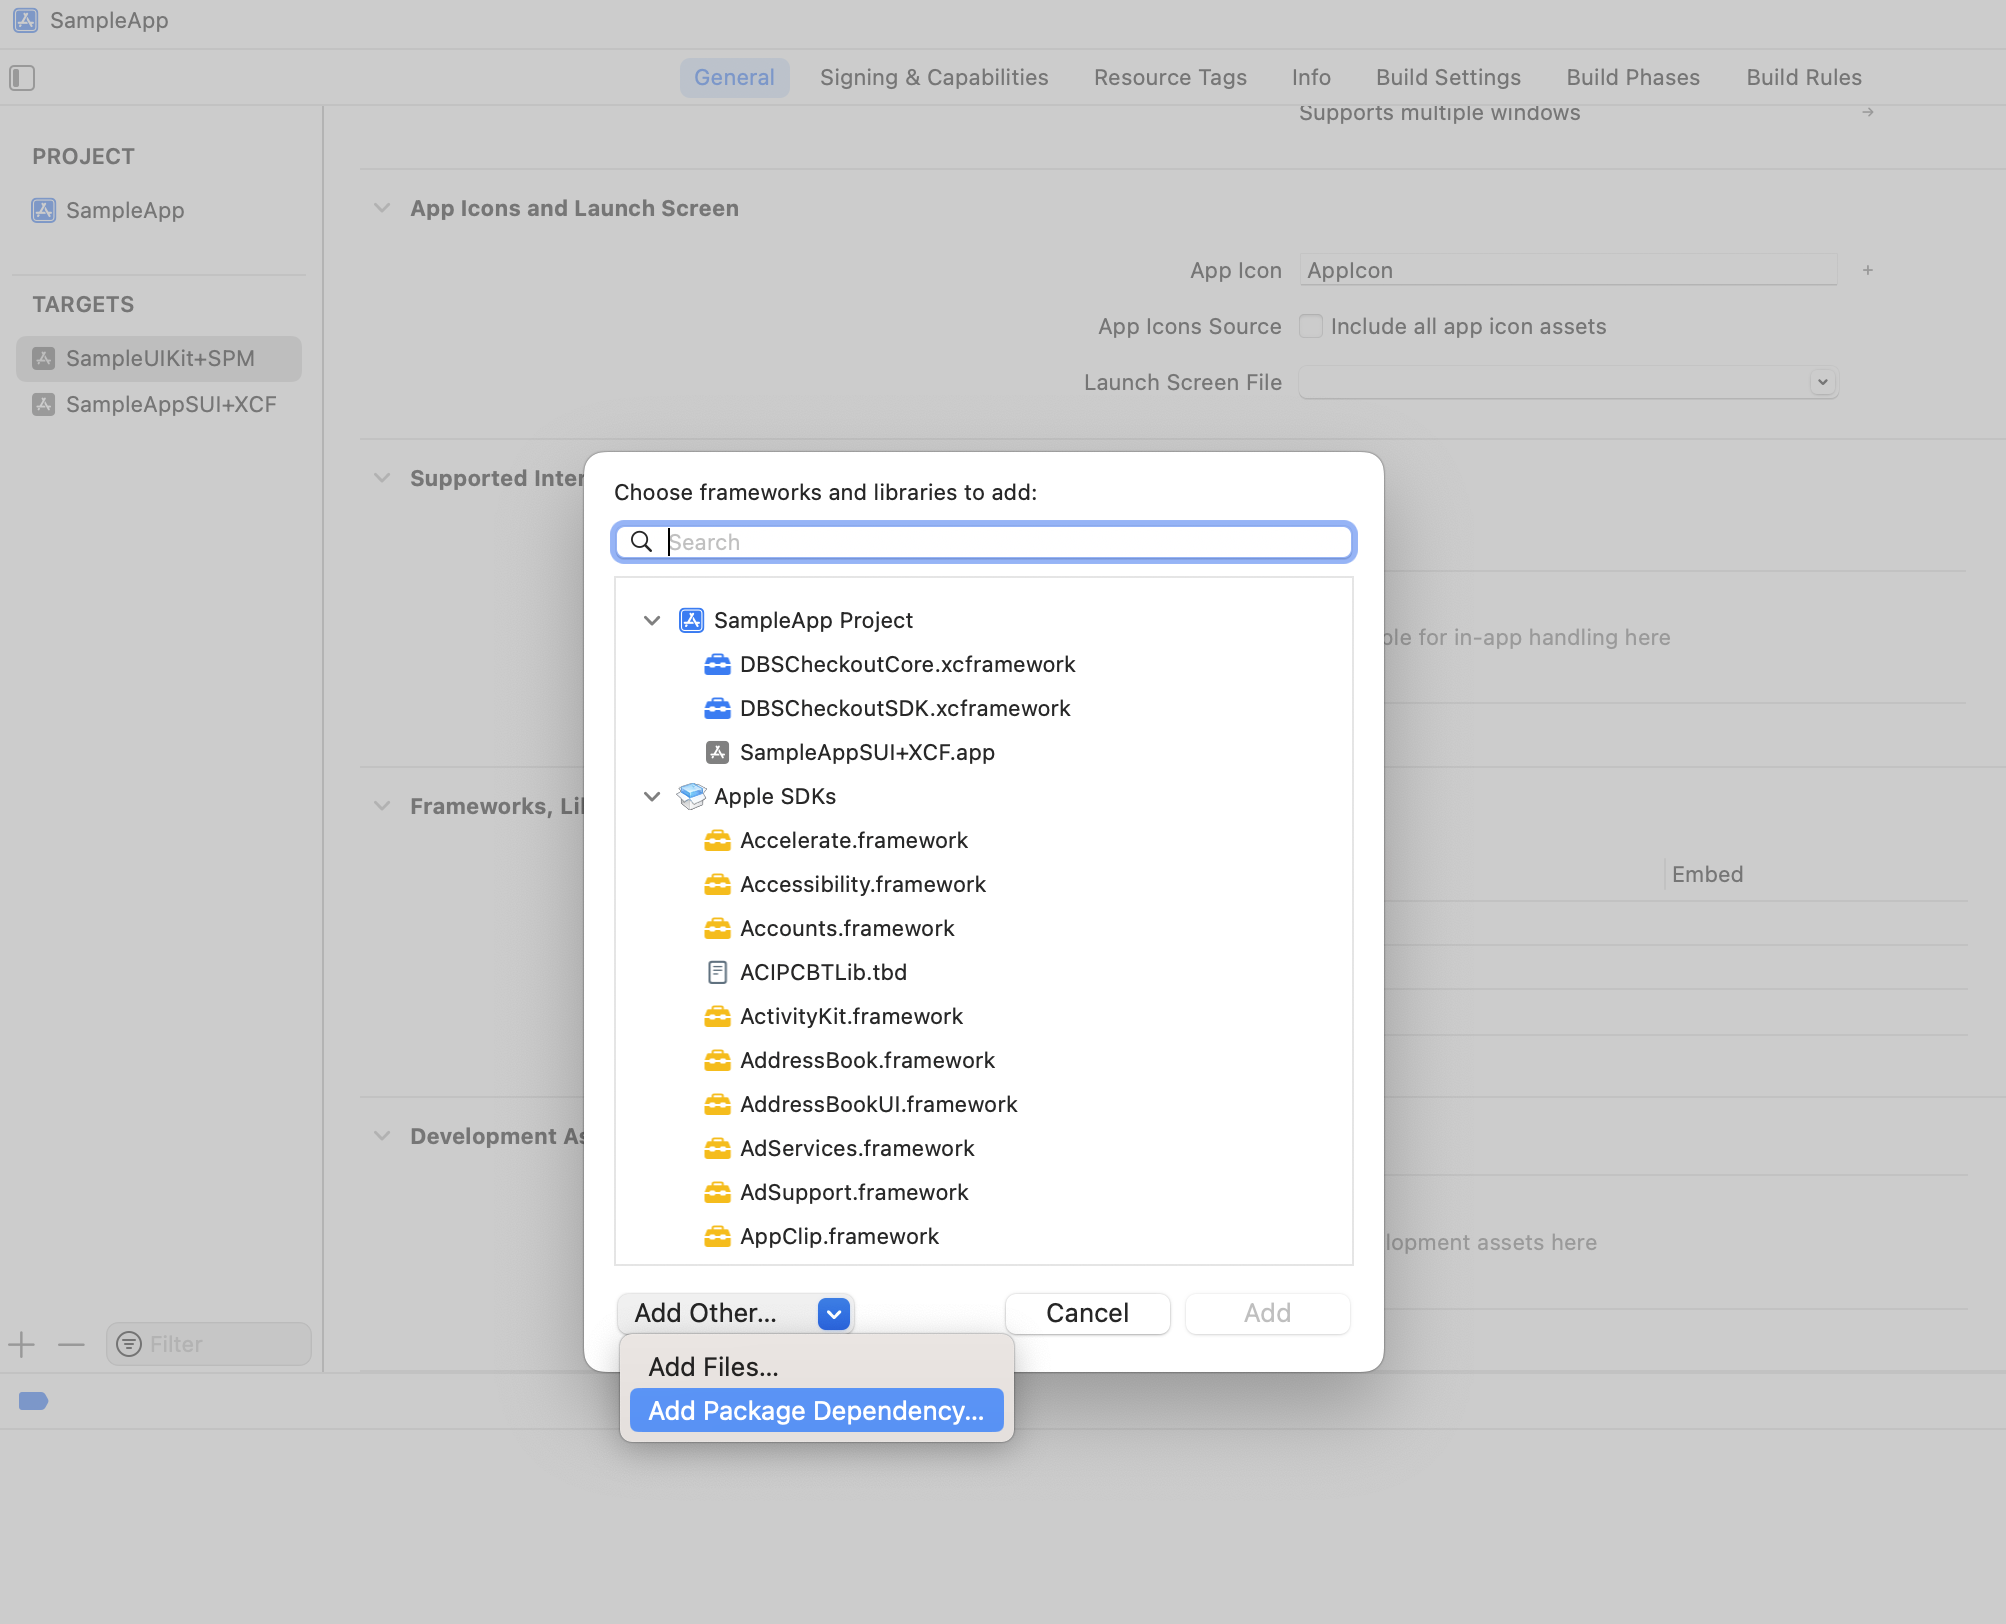 SampleApp
General Signing & Capabilities Resource Tags Info Build Settings Build Phases Build Rules
Supports multiple windows
PROJECT
SampleApp
TARGETS
SampleUIKit+SPM
SampleAppSUI+XCF
App Icons and Launch Screen
App Icon AppIcon
App Icons Source Include all app icon assets
Launch Screen File
Supported
for in-app handling here
Frameworks,
Embed
Development
assets here
Choose frameworks and libraries to add:
Search
SampleApp Project
DBSCheckoutCore.xcframework
DBSCheckoutSDK.xcframework
SampleAppSUI+XCF.app
Apple SDKs
Accelerate.framework
Accessibility.framework
Accounts.framework
ACIPCBTLib.tbd
ActivityKit.framework
AddressBook.framework
AddressBookUI.framework
AdServices.framework
AdSupport.framework
AppClip.framework
Add Other... Cancel Add
Add Files...
Add Package Dependency...
Filter